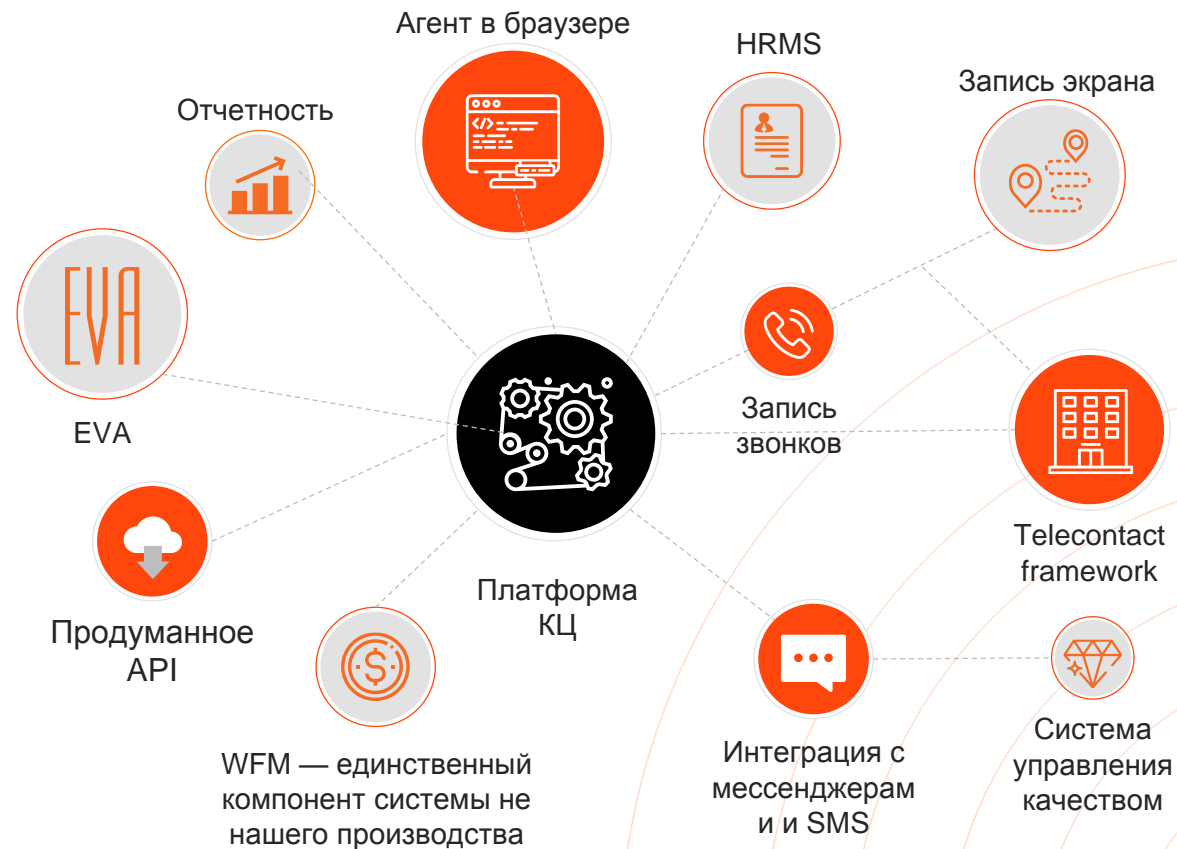 Агент в браузере
HRMS
Запись экрана
Отчетность
</>
EVA
EVA
Запись
звонков
Telecontact
framework
Платформа
КЦ
Продуманное
API
$
WFM — единственный
компонент системы не
нашего производства
Интеграция с
мессенджерам
и и SMS
Система
управления
качеством